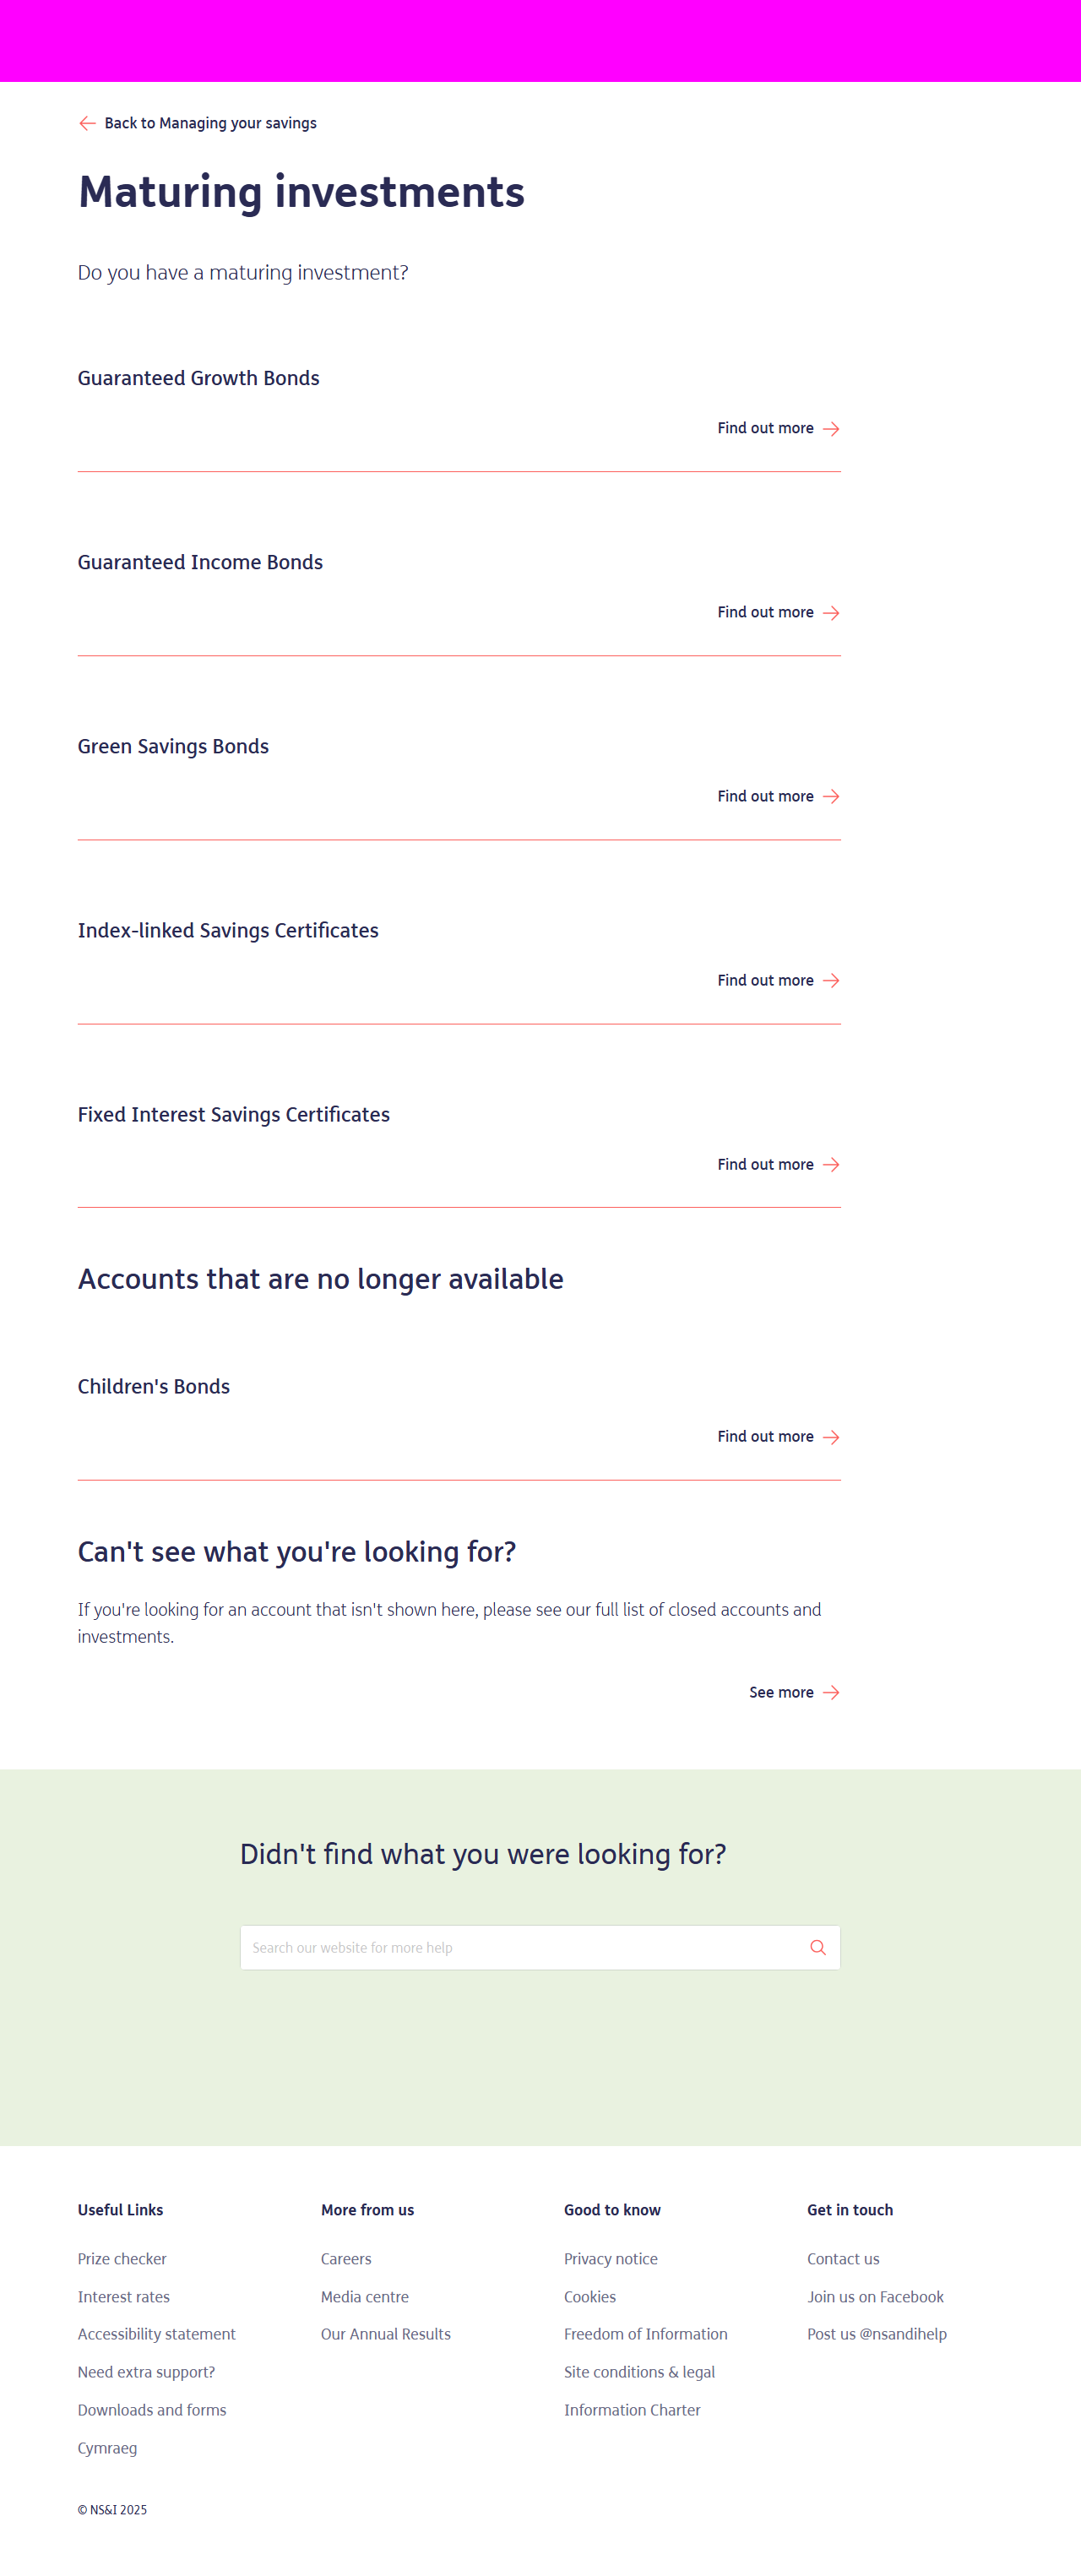 Back to Managing your savings
Maturing investments
Do you have a maturing investment?
Guaranteed Growth Bonds
Find out more
Guaranteed Income Bonds
Find out more
Green Savings Bonds
Find out more
Index-linked Savings Certificates
Find out more
Fixed Interest Savings Certificates
Find out more
Accounts that are no longer available
Children's Bonds
Find out more
Can't see what you're looking for?
If you're looking for an account that isn't shown here, please see our full list of closed accounts and
investments.
See more
Didn't find what you were looking for?
Search our website for more help
Useful Links
Prize checker
Interest rates
Accessibility statement
Need extra support?
Downloads and forms
Cymraeg
More from us
Careers
Media centre
Our Annual Results
Good to know
Privacy notice
Cookies
Freedom of Information
Site conditions & legal
Information Charter
Get in touch
Contact us
Join us on Facebook
Post us @nsandihelp
© NS&I 2025